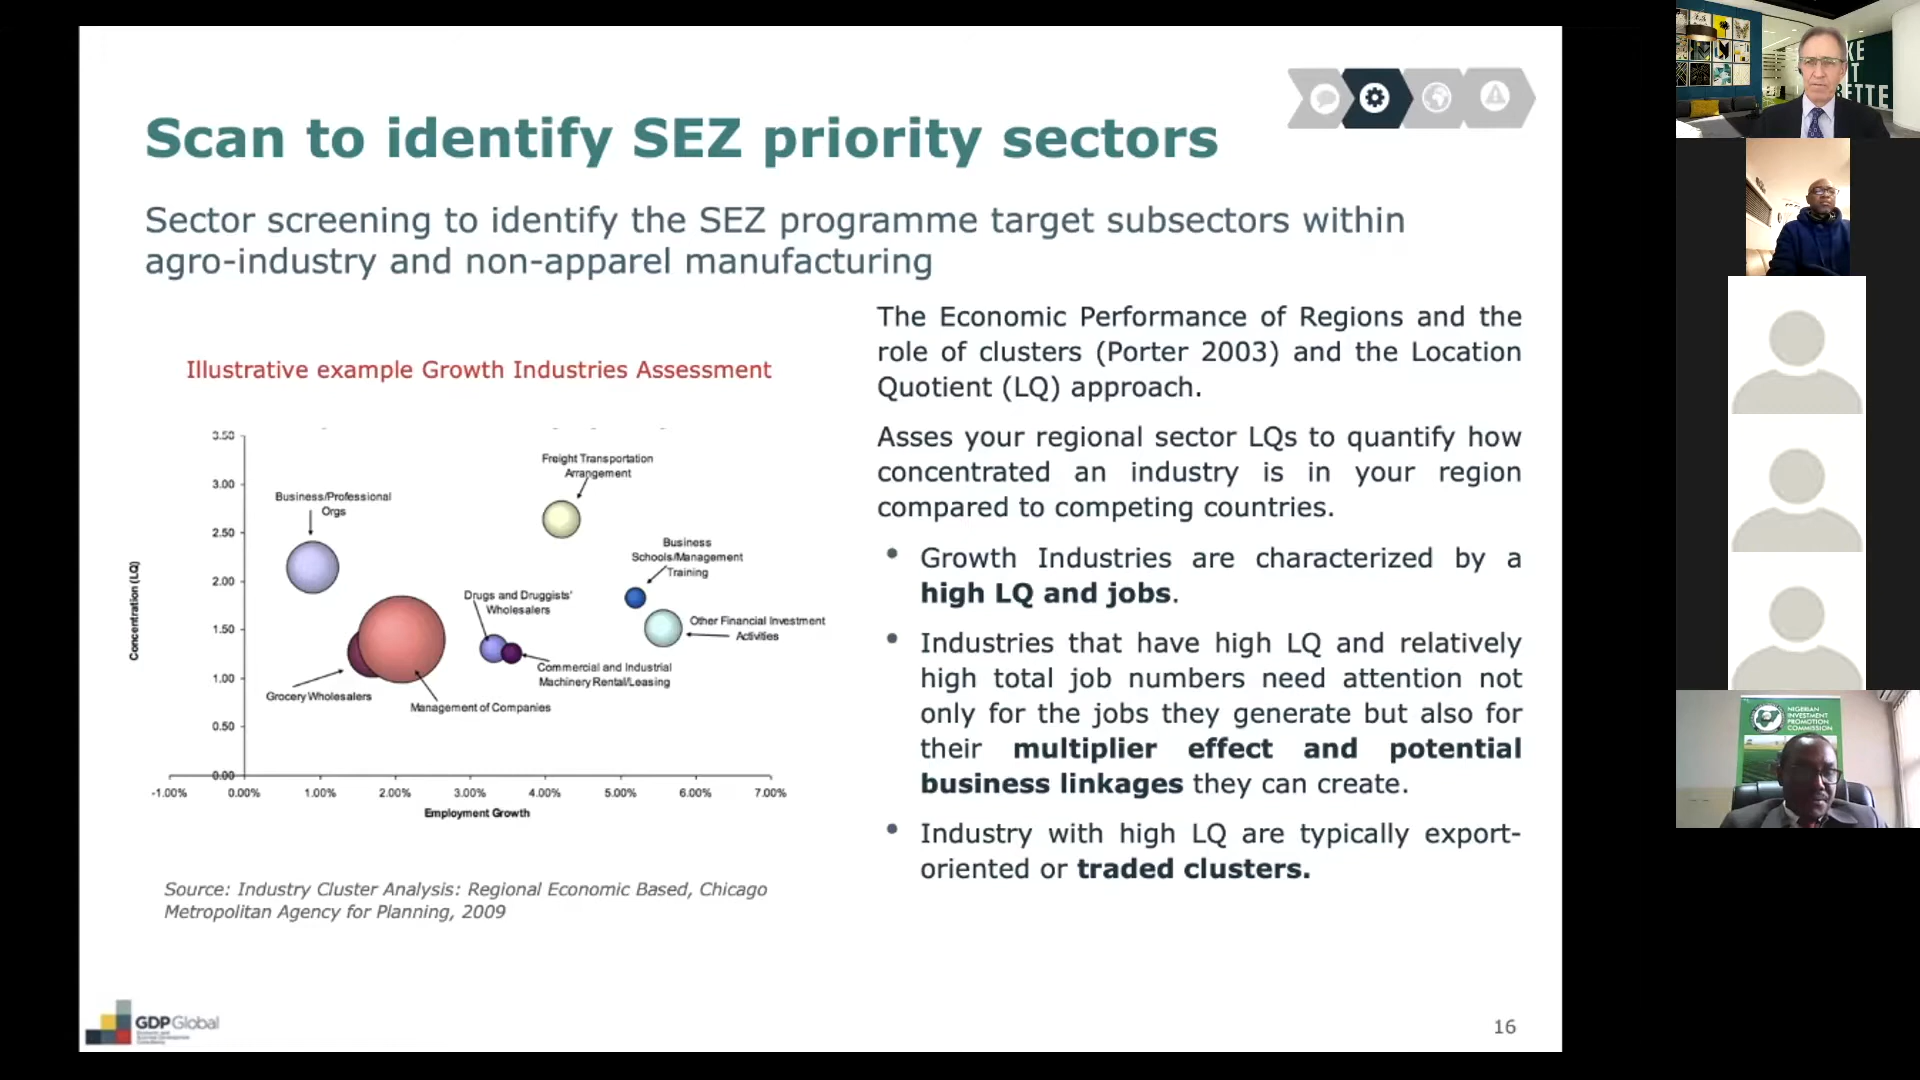 Scan to identify SEZ priority sectors
Sector screening to identify the SEZ programme target subsectors within
agro-industry and non-apparel manufacturing
Illustrative example Growth Industries Assessment
3.50
3.00
2.50
2.00
1.50
1.00
0.50
0.00
Concentration (LQ)
Business/Professional
Orgs
Freight Transportation
Arrangement
Business
Schools/Management
Training
Drugs and Druggists'
Wholesalers
Other Financial Investment
Activities
Commercial and Industrial
Machinery Rental/Leasing
Grocery Wholesalers
Management of Companies
-1.00% 0.00% 1.00% 2.00% 3.00% 4.00% 5.00% 6.00% 7.00%
Employment Growth
Source: Industry Cluster Analysis: Regional Economic Based, Chicago
Metropolitan Agency for Planning, 2009
The Economic Performance of Regions and the
role of clusters (Porter 2003) and the Location
Quotient (LQ) approach.
Asses your regional sector LQs to quantify how
concentrated an industry is in your region
compared to competing countries.
• Growth Industries are characterized by a
high LQ and jobs.
• Industries that have high LQ and relatively
high total job numbers need attention not
only for the jobs they generate but also for
their multiplier effect and potential
business linkages they can create.
• Industry with high LQ are typically export-
oriented or traded clusters.
GDP Global
16
NIGERIAN
INVESTMENT
PROMOTION
COMMISSION